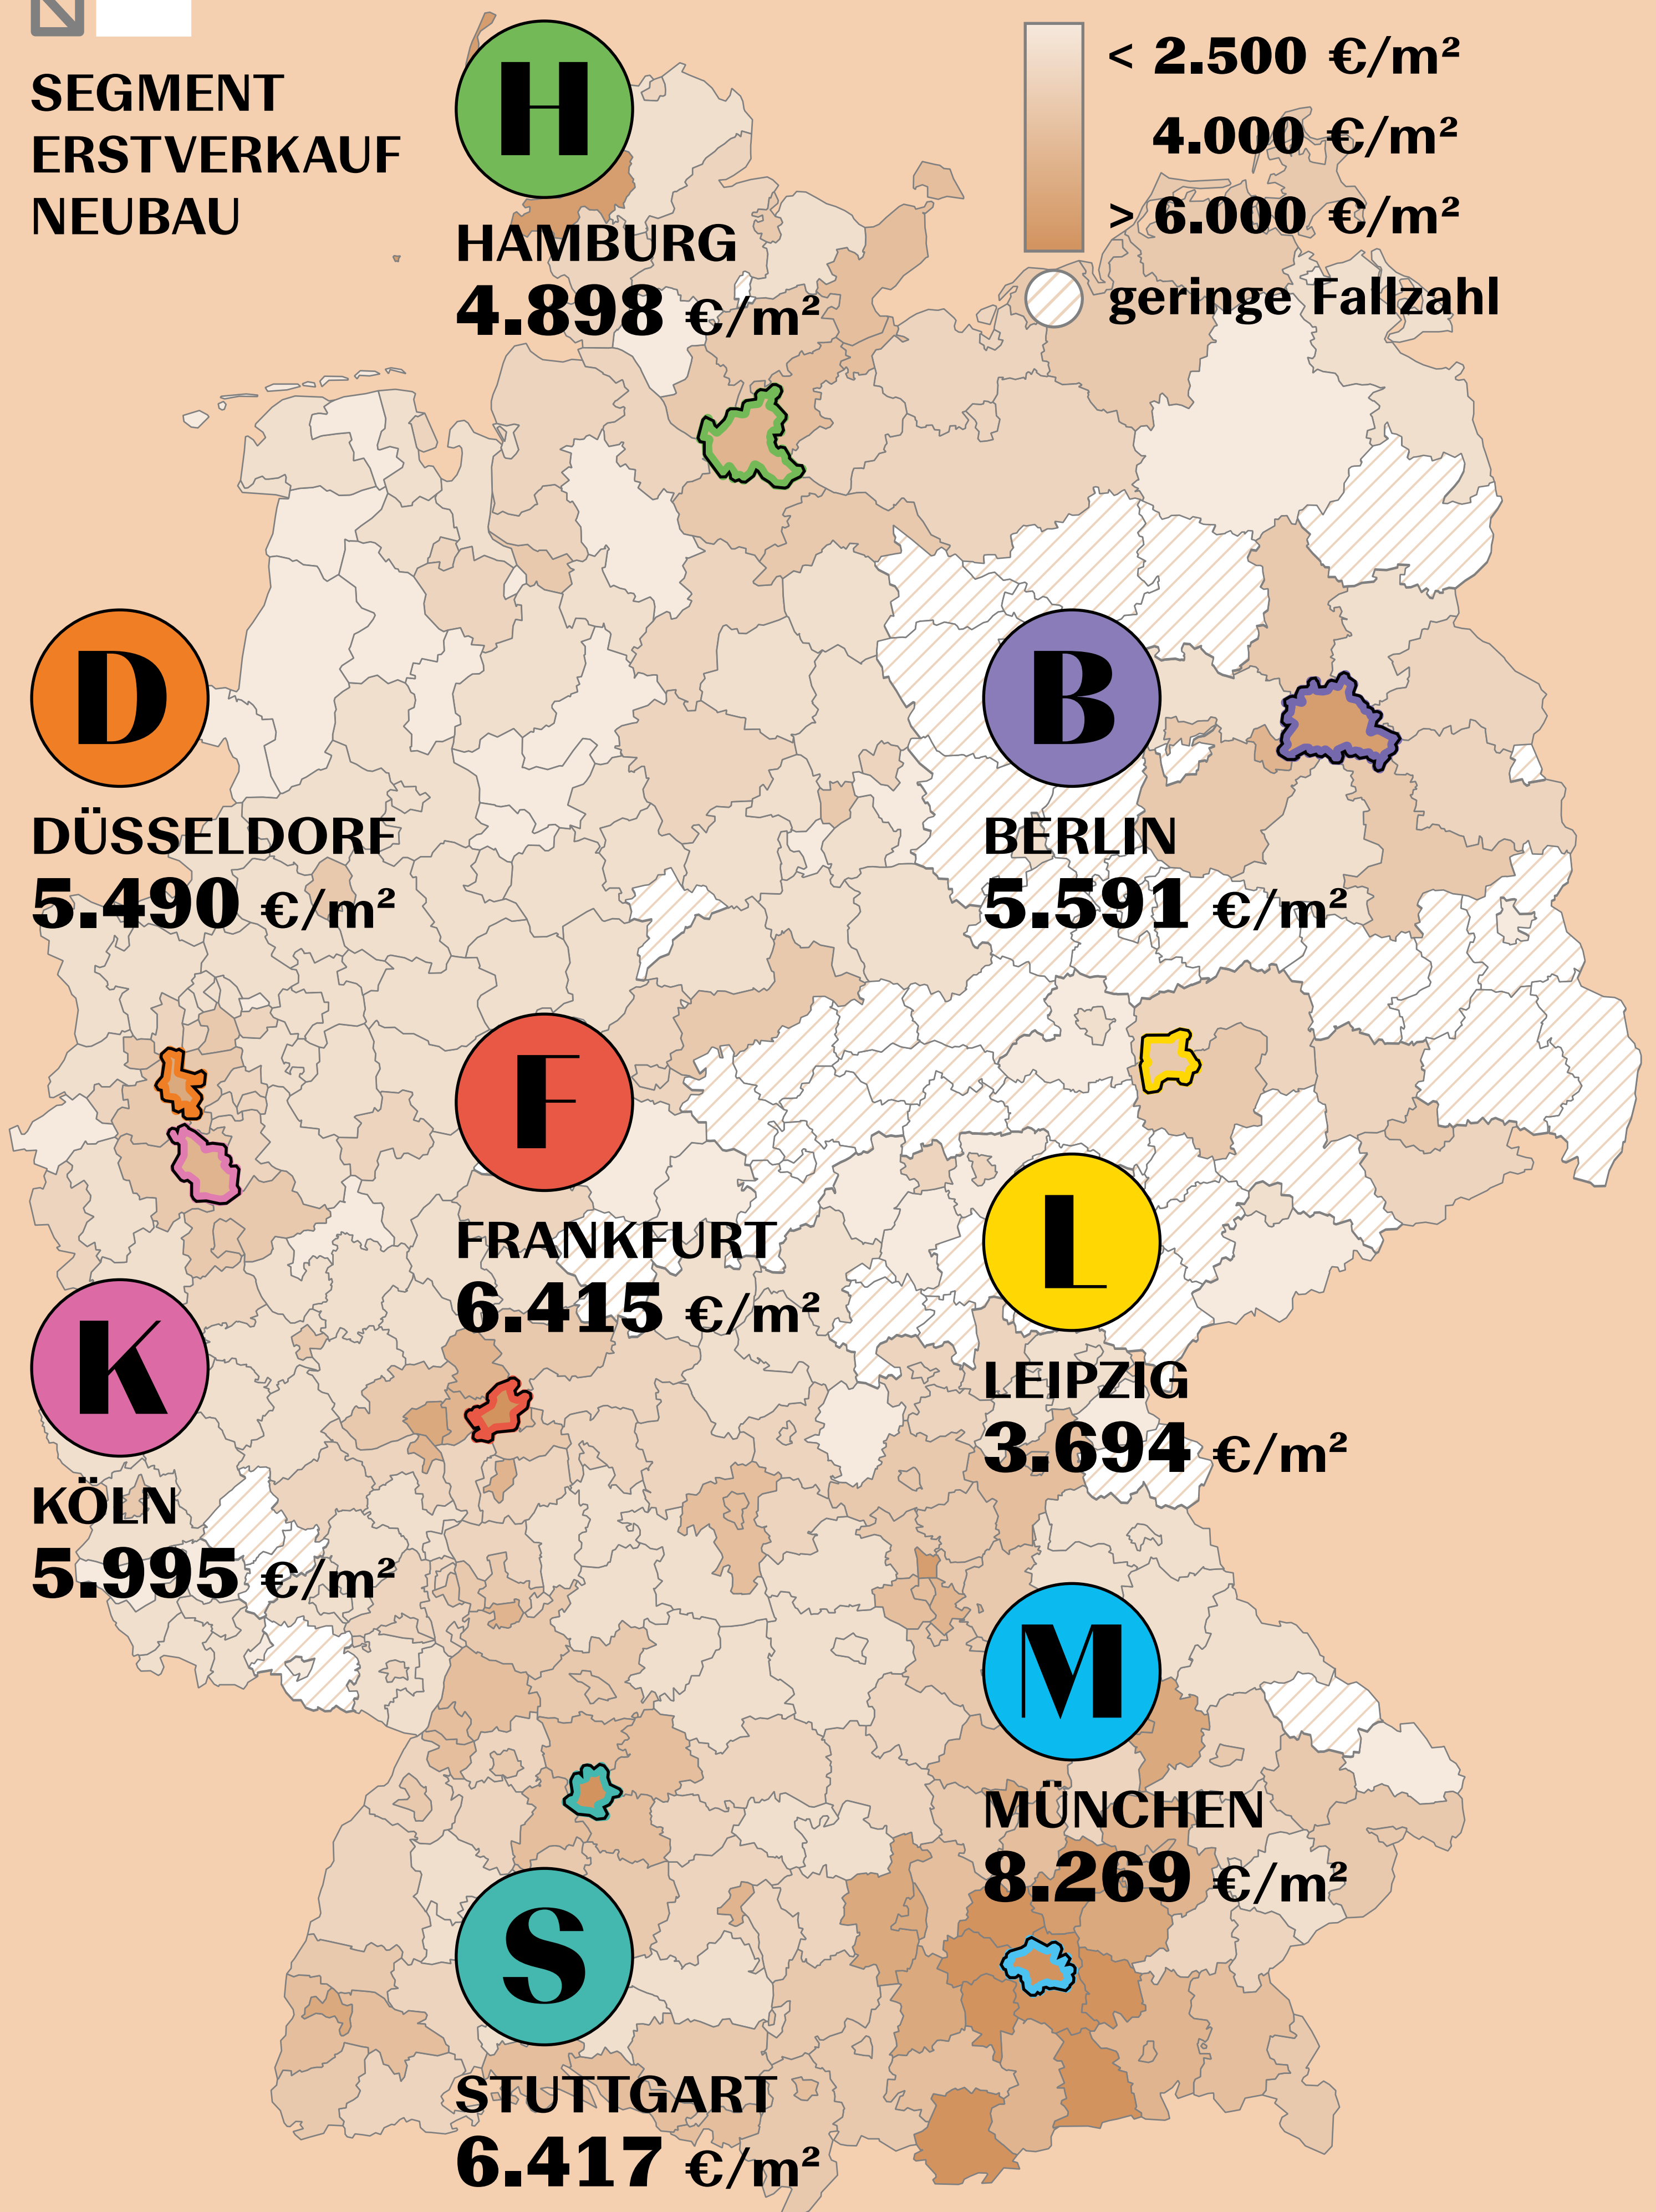 SEGMENT
ERSTVERKAUF
NEUBAU
< 2.500 €/m²
4.000 €/m²
> 6.000 €/m²
geringe Fallzahl
H
HAMBURG
4.898 €/m²
D
DÜSSELDORF
5.490 €/m²
B
BERLIN
5.591 €/m²
F
FRANKFURT
6.415 €/m²
L
LEIPZIG
3.694 €/m²
K
KÖLN
5.995 €/m²
M
MÜNCHEN
8.269 €/m²
S
STUTTGART
6.417 €/m²